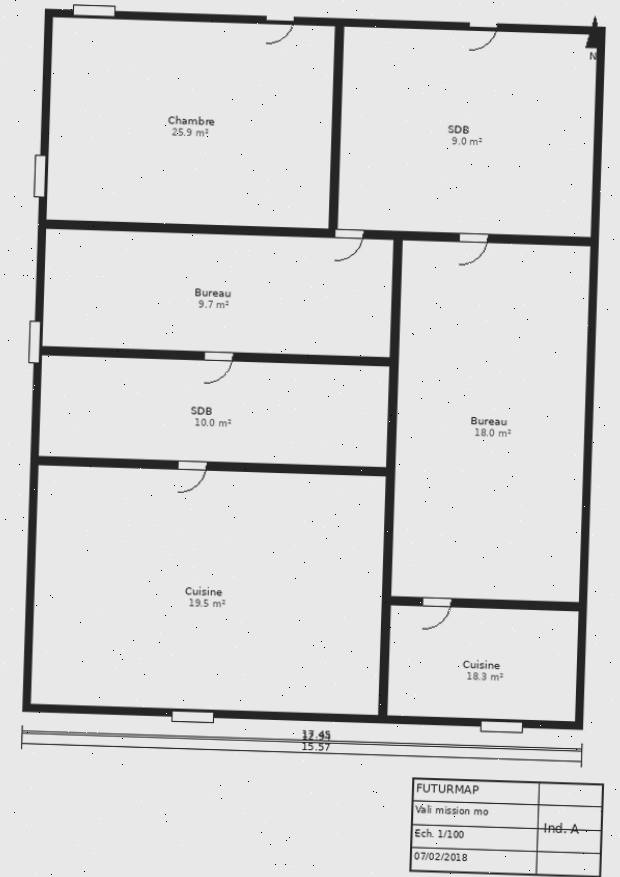 N
Chambre
25.9 m²
SDB
9.0 m²
Bureau
9.7 m²
SDB
10.0 m²
Bureau
18.0 m²
Cuisine
19.5 m²
Cuisine
18.3 m²
15.57
FUTURMAP
Vali mission mo
Ech. 1/100
07/02/2018
Ind. A